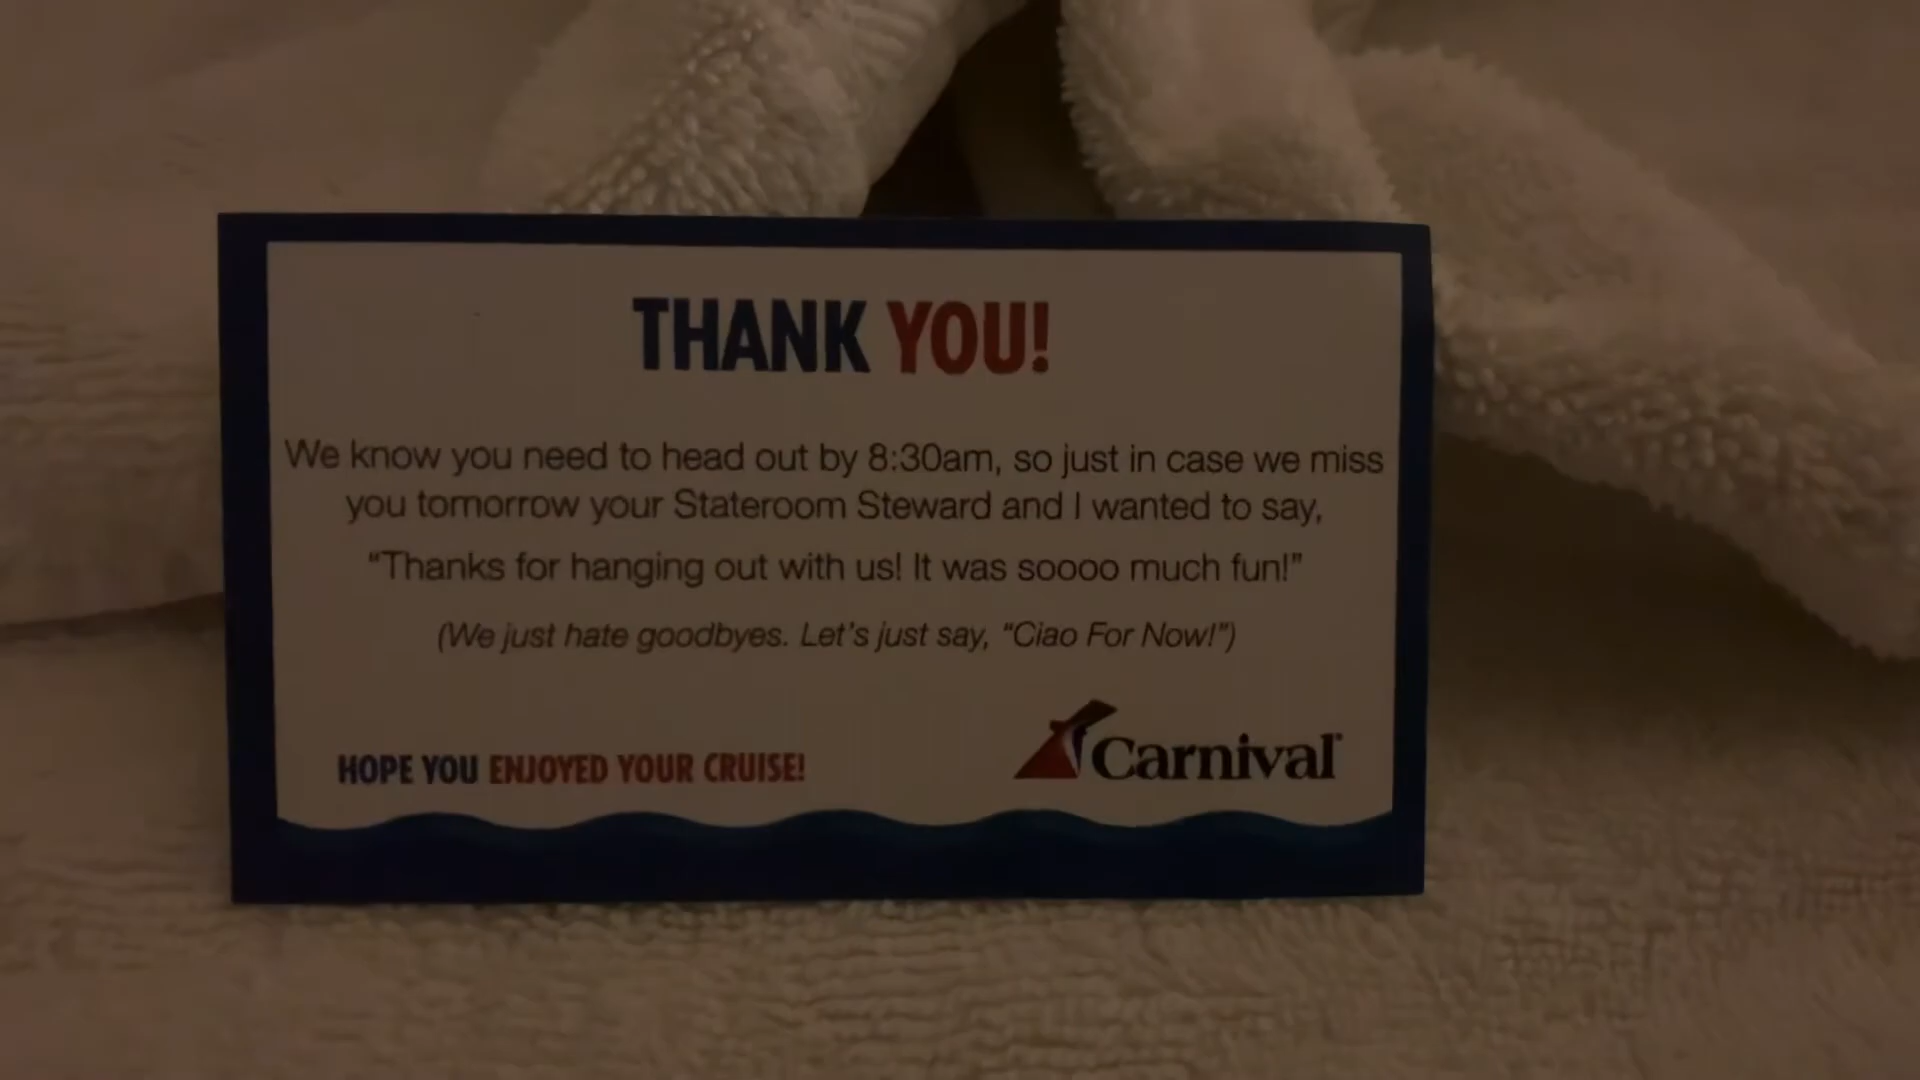 THANK YOU!
We know you need to head out by 8:30am, so just in case we miss
you tomorrow your Stateroom Steward and I wanted to say,
“Thanks for hanging out with us! It was soooo much fun!”
(We just hate goodbyes. Let’s just say, “Ciao For Now!”)
HOPE YOU ENJOYED YOUR CRUISE!
Carnival